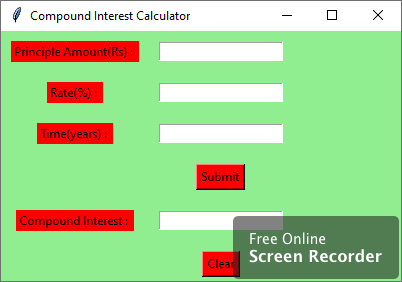 Compound Interest Calculator
Principle Amount(Rs) :
Rate(%) :
Time(years) :
Submit
Compound Interest :
Clear
Free Online
Screen Recorder